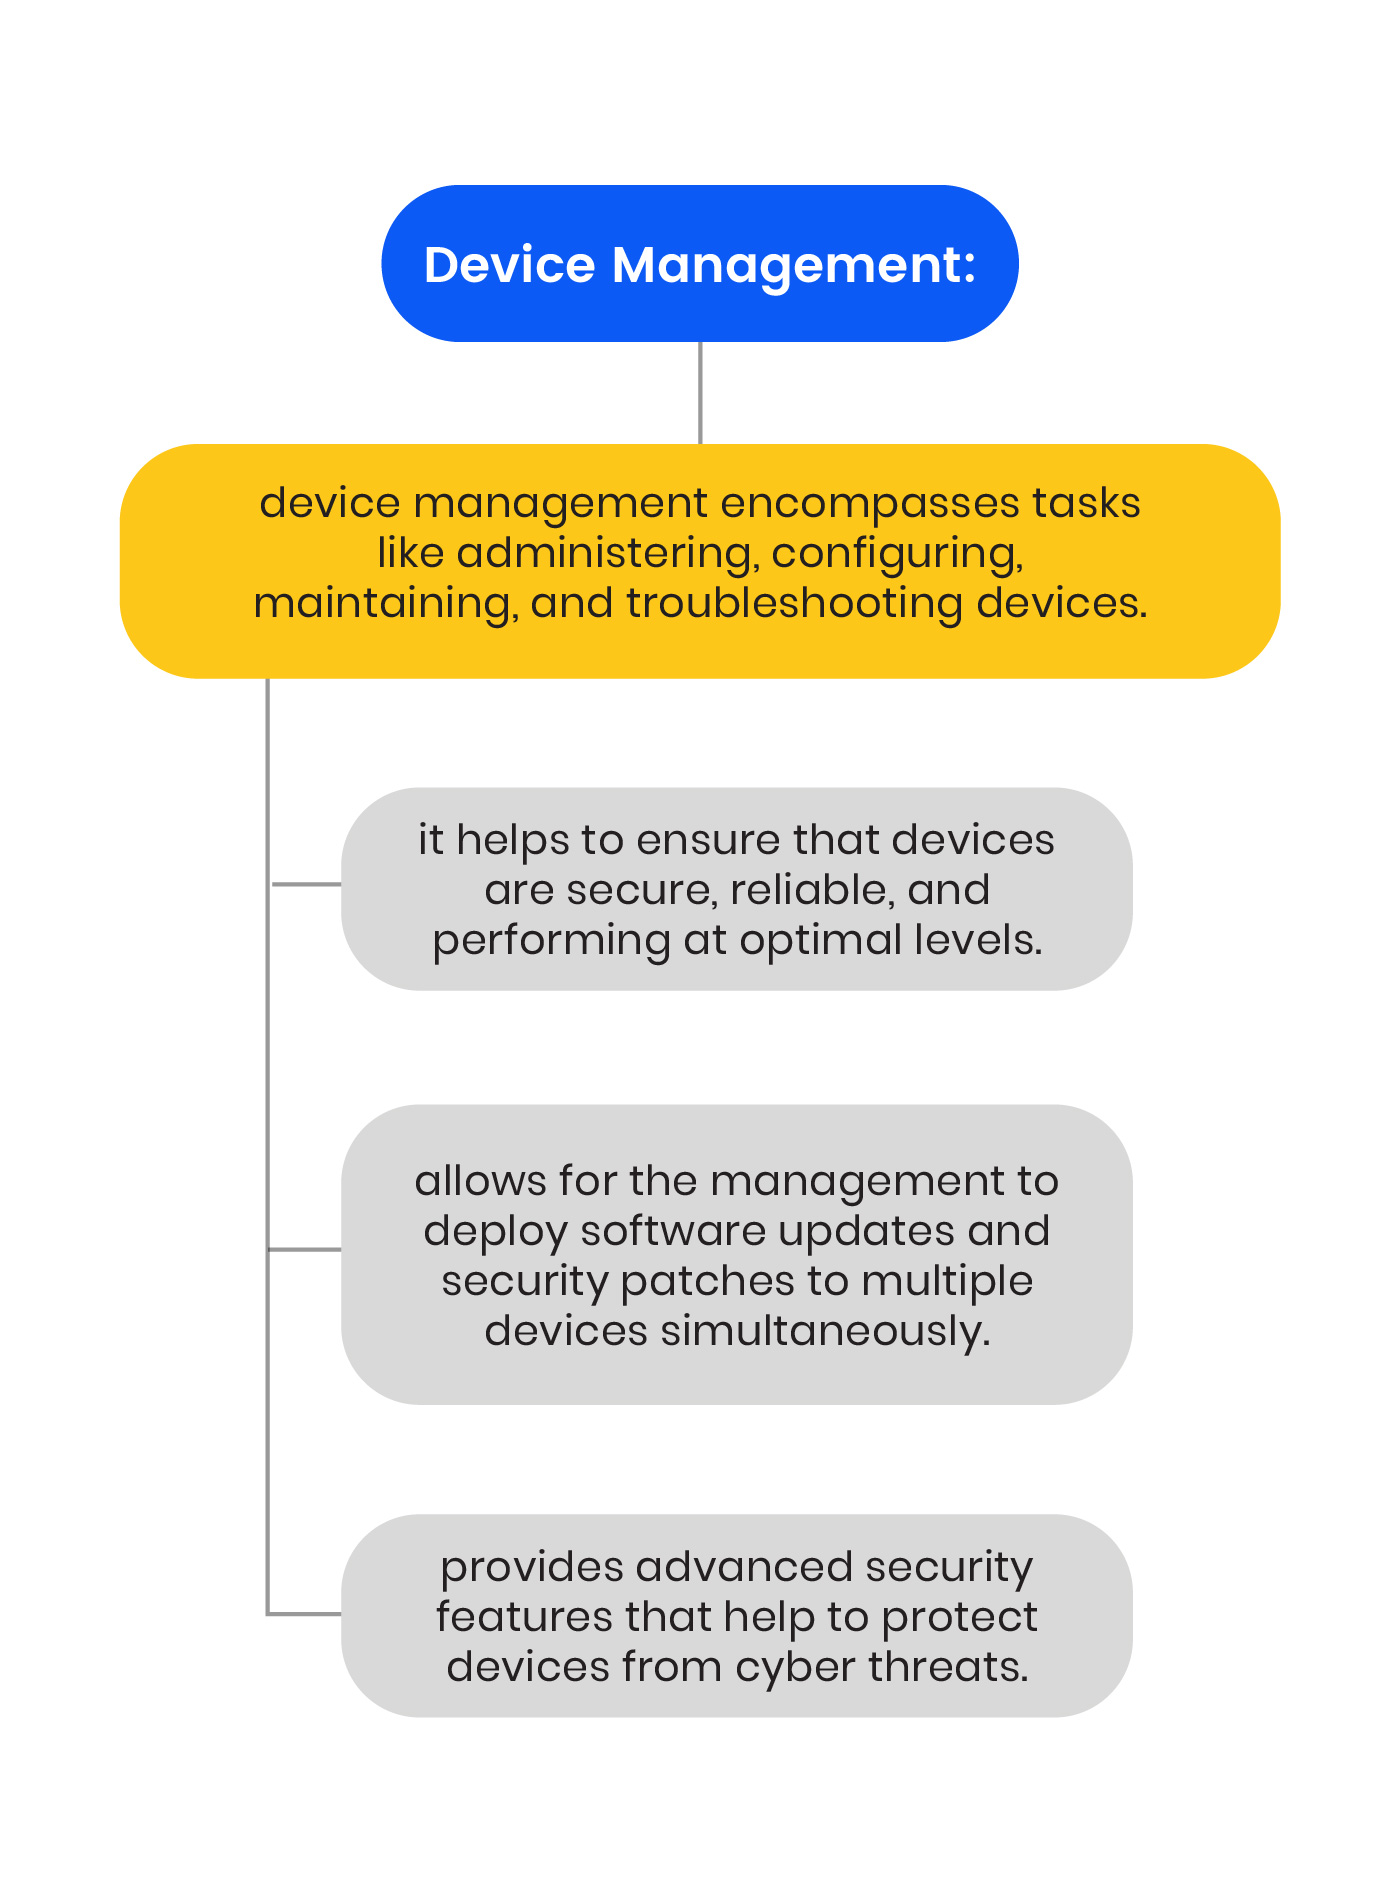 Device Management:
device management encompasses tasks
like administering, configuring,
maintaining, and troubleshooting devices.
it helps to ensure that devices
are secure, reliable, and
performing at optimal levels.
allows for the management to
deploy software updates and
security patches to multiple
devices simultaneously.
provides advanced security
features that help to protect
devices from cyber threats.